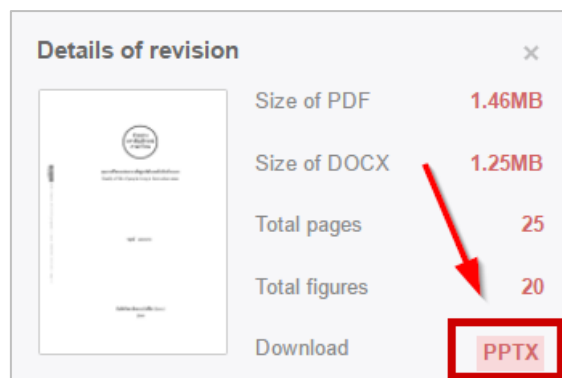 Details of revision ×
Size of PDF 1.46MB
Size of DOCX 1.25MB
Total pages 25
Total figures 20
Download PPTX